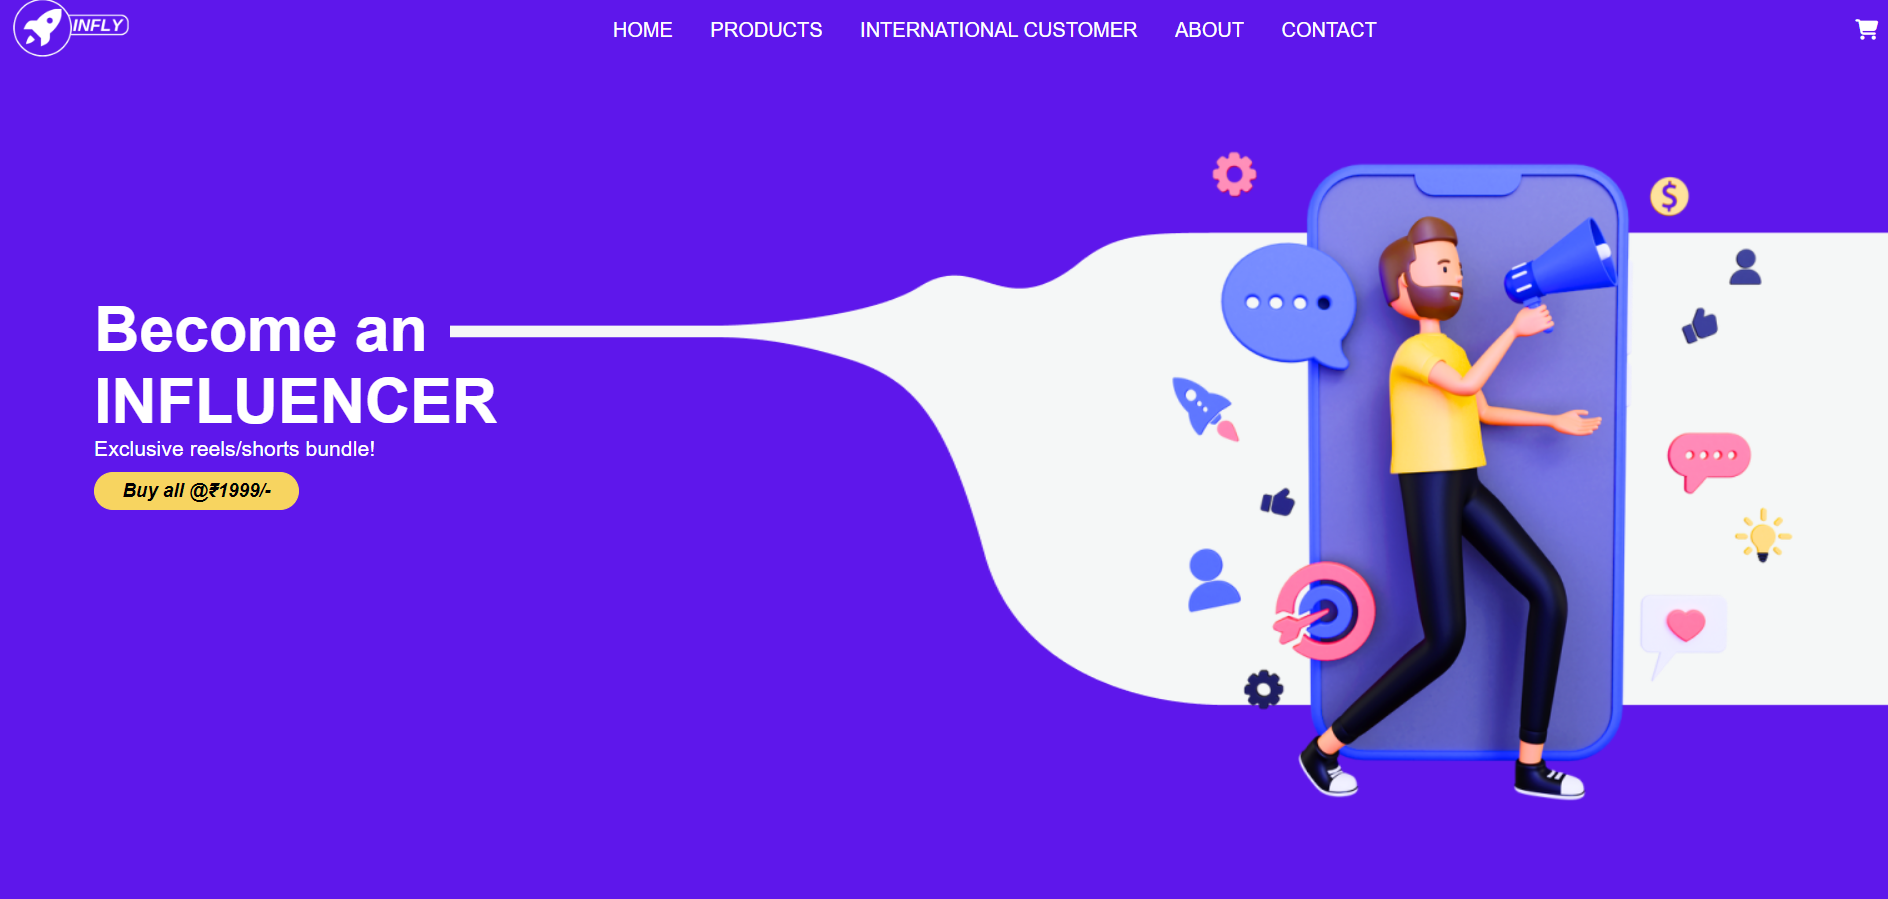 INFLY
HOME PRODUCTS INTERNATIONAL CUSTOMER ABOUT CONTACT
Become an
INFLUENCER
Exclusive reels/shorts bundle!
Buy all @₹1999/-